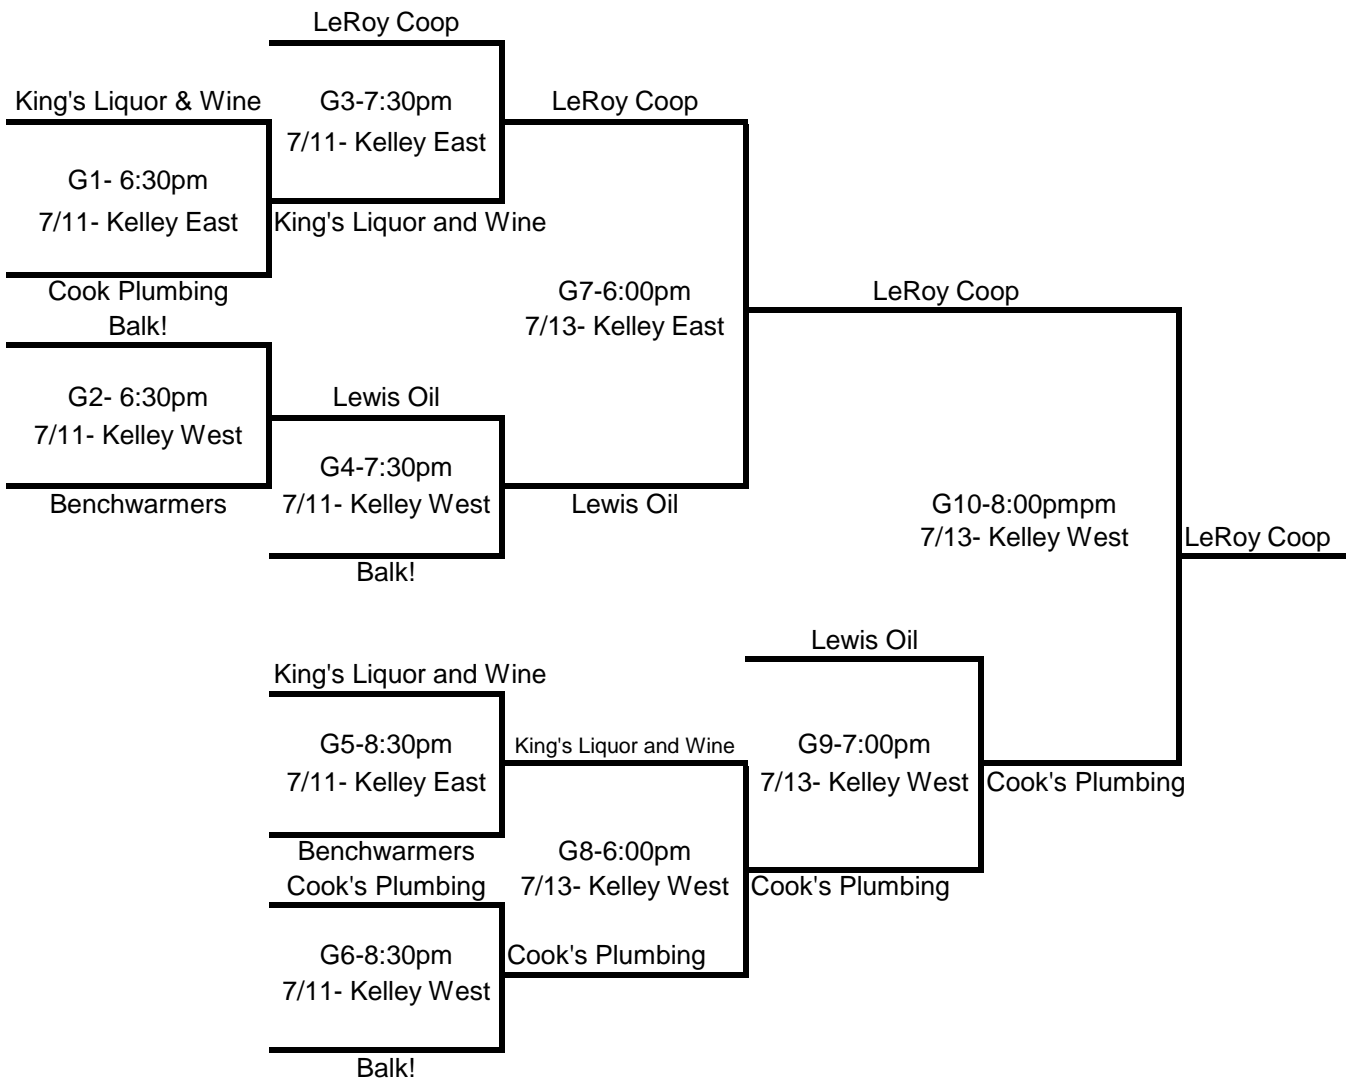 LeRoy Coop
King's Liquor & Wine
G3-7:30pm
LeRoy Coop
7/11- Kelley East
G1- 6:30pm
7/11- Kelley East
King's Liquor and Wine
Cook Plumbing
G7-6:00pm
LeRoy Coop
Balk!
7/13- Kelley East
G2- 6:30pm
Lewis Oil
7/11- Kelley West
G4-7:30pm
Benchwarmers
7/11- Kelley West
Lewis Oil
G10-8:00pmpm
7/13- Kelley West
LeRoy Coop
Balk!
Lewis Oil
King's Liquor and Wine
G5-8:30pm
King's Liquor and Wine
G9-7:00pm
7/11- Kelley East
7/13- Kelley West
Cook's Plumbing
Benchwarmers
G8-6:00pm
Cook's Plumbing
7/13- Kelley West
Cook's Plumbing
G6-8:30pm
Cook's Plumbing
7/11- Kelley West
Balk!